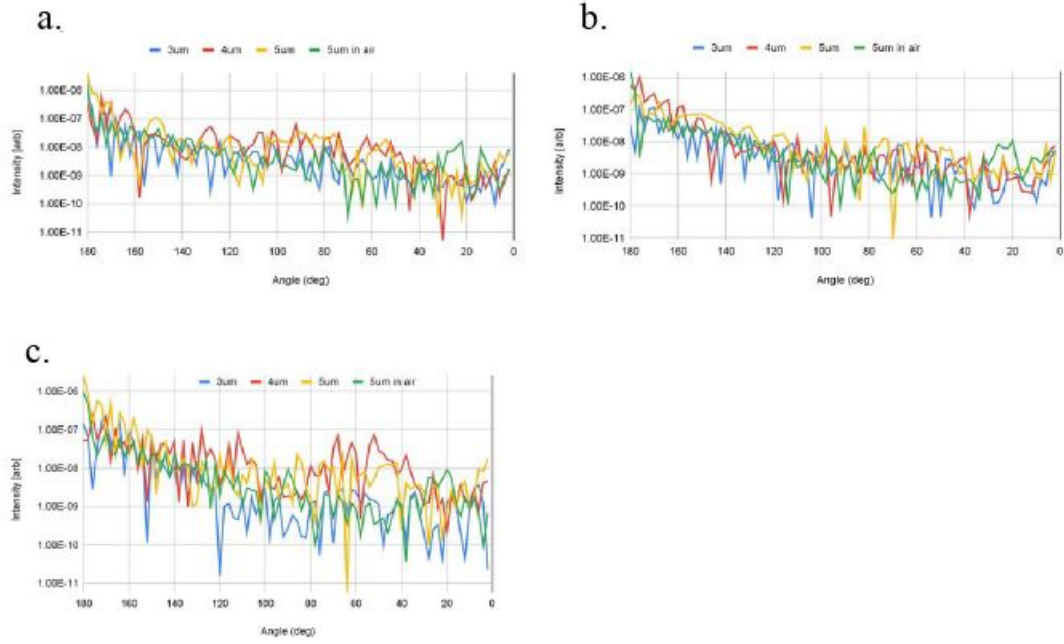 a.
3um 4um 5um 5um in air
Intensity [arb]
1.00E-06
1.00E-07
1.00E-08
1.00E-09
1.00E-10
1.00E-11
180 160 140 120 100 80 60 40 20 0
Angle (deg)
b.
3um 4um 5um 5um in air
Intensity [arb]
1.00E-06
1.00E-07
1.00E-08
1.00E-09
1.00E-10
1.00E-11
180 160 140 120 100 80 60 40 20 0
Angle (deg)
c.
3um 4um 5um 5um in air
Intensity [arb]
1.00E-06
1.00E-07
1.00E-08
1.00E-09
1.00E-10
1.00E-11
180 160 140 120 100 80 60 40 20 0
Angle (deg)